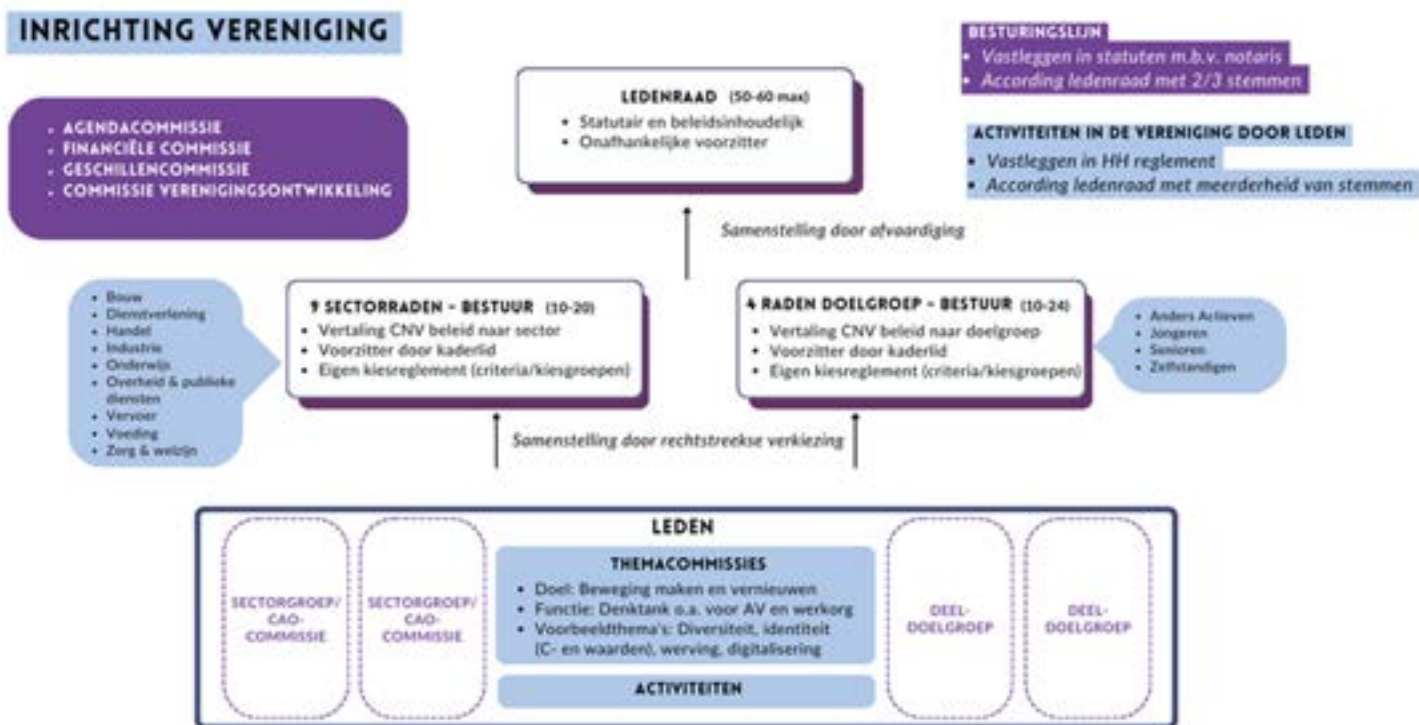 INRICHTING VERENIGING
BESTURINGSLIJN
• Vastleggen in statuten m.b.v. notaris
• According ledenraad met 2/3 stemmen
ACTIVITEITEN IN DE VERENIGING DOOR LEDEN
• Vastleggen in HH reglement
• According ledenraad met meerderheid van stemmen
• AGENDACOMMISSIE
• FINANCIËLE COMMISSIE
• GESCHILLENCOMMISSIE
• COMMISSIE VERENIGINGSONTWIKKELING
LEDENRAAD (50-60 max)
• Statutair en beleidsinhoudelijk
• Onafhankelijke voorzitter
Samenstelling door afvaardiging
• Bouw
• Dienstverlening
• Handel
• Industrie
• Onderwijs
• Overheid & publieke
diensten
• Vervoer
• Voeding
• Zorg & welzijn
9 SECTORRADEN - BESTUUR (10-20)
• Vertaling CNV beleid naar sector
• Voorzitter door kaderlid
• Eigen kiesreglement (criteria/kiesgroepen)
4 RADEN DOELGROEP - BESTUUR (10-24)
• Vertaling CNV beleid naar doelgroep
• Voorzitter door kaderlid
• Eigen kiesreglement (criteria/kiesgroepen)
• Anders Actieven
• Jongeren
• Senioren
• Zelfstandigen
Samenstelling door rechtstreekse verkiezing
LEDEN
SECTORGROEP/
CAO-
COMMISSIE
SECTORGROEP/
CAO-
COMMISSIE
THEMACOMMISSIES
• Doel: Beweging maken en vernieuwen
• Functie: Denktank o.a. voor AV en werkorg
• Voorbeeldthema's: Diversiteit, identiteit
(C- en waarden), werving, digitalisering
ACTIVITEITEN
DEEL-
DOELGROEP
DEEL-
DOELGROEP